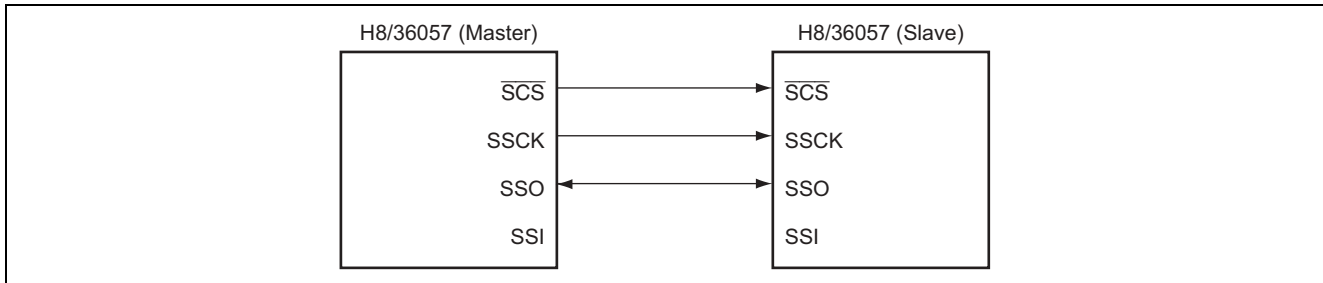 H8/36057 (Master) H8/36057 (Slave)
SCS SCS
SSCK SSCK
SSO SSO
SSI SSI